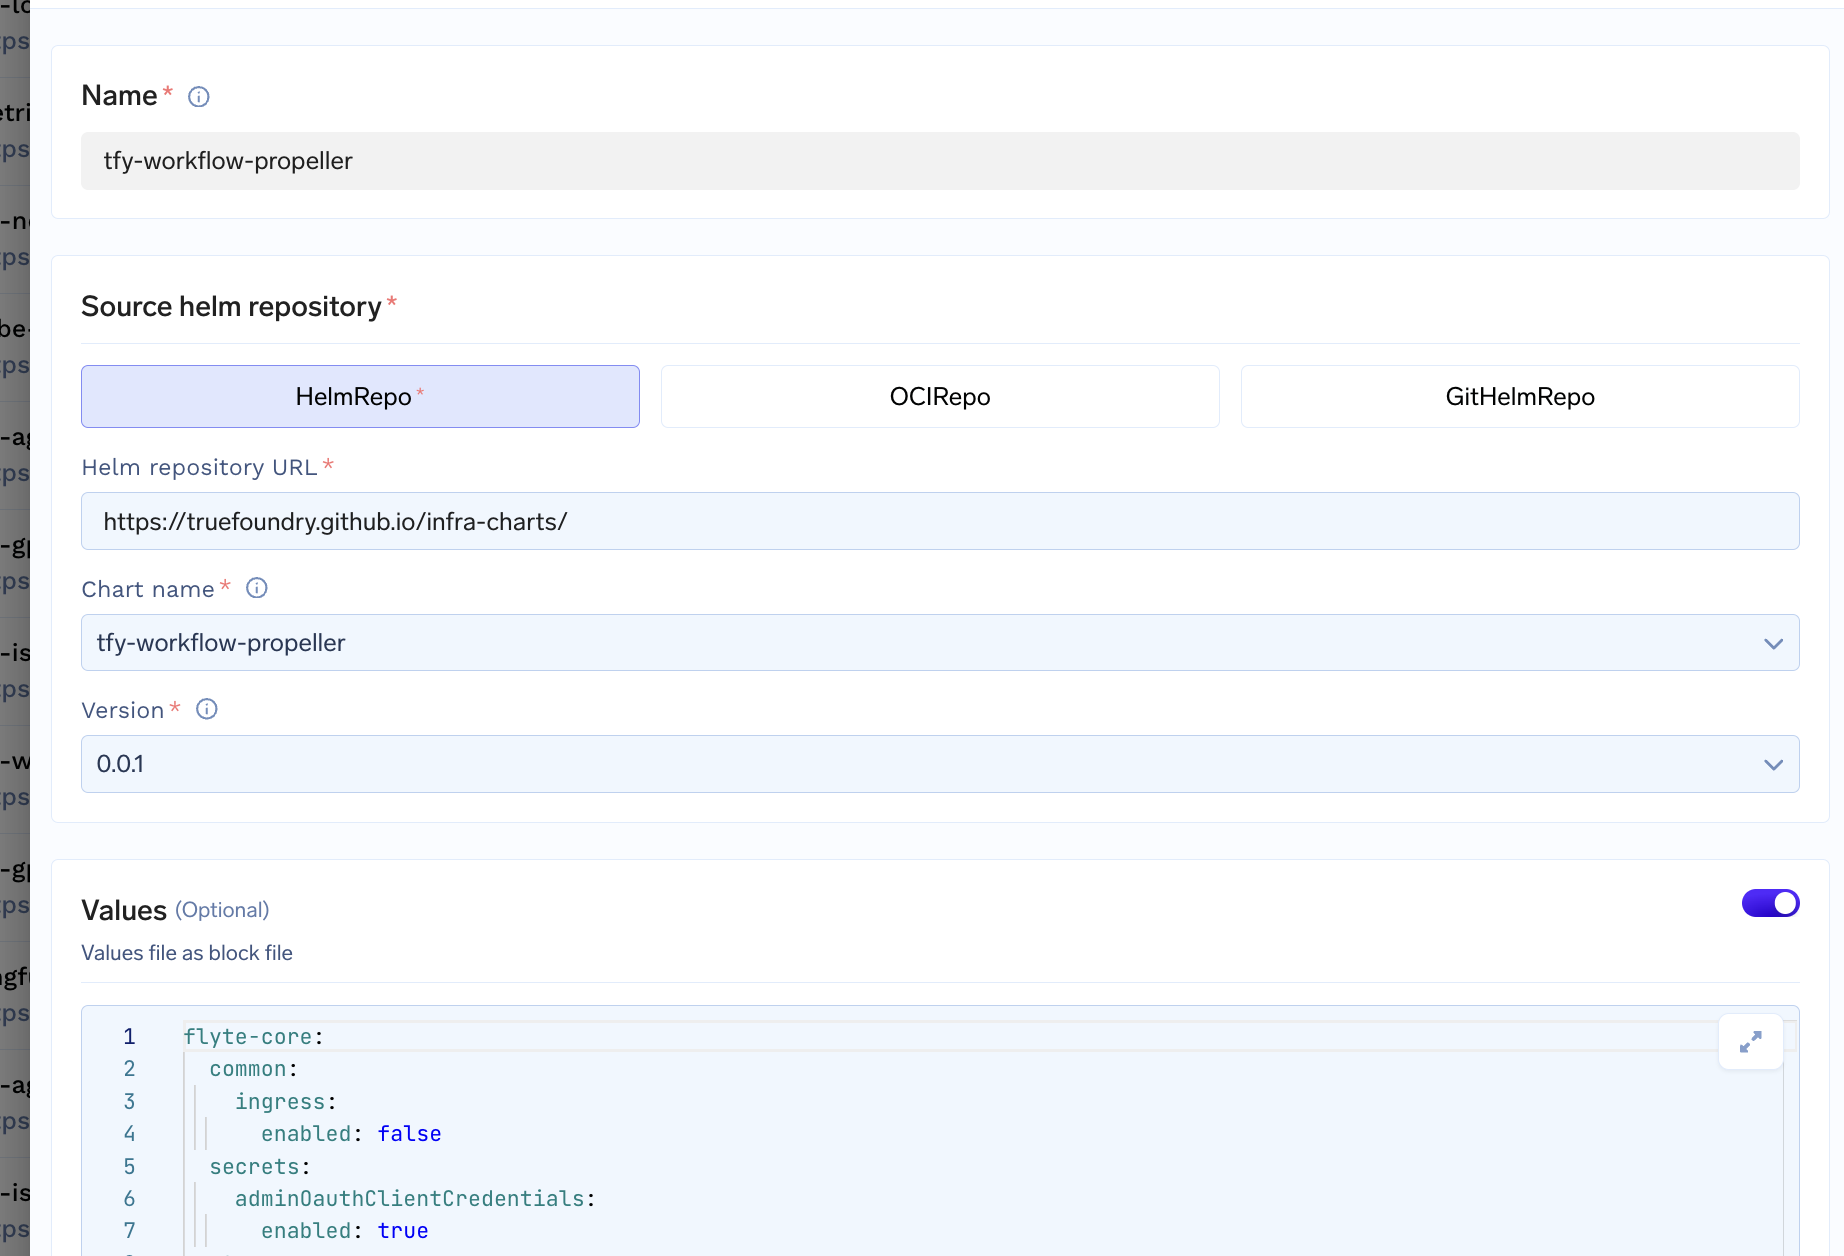 Name*
tfy-workflow-propeller
Source helm repository*
HelmRepo*
OCIRepo
GitHelmRepo
Helm repository URL*
https://truefoundry.github.io/infra-charts/
Chart name*
tfy-workflow-propeller
Version*
0.0.1
Values (Optional)
Values file as block file
1 flyte-core:
2 common:
3 ingress:
4 enabled: false
5 secrets:
6 adminOauthClientCredentials:
7 enabled: true